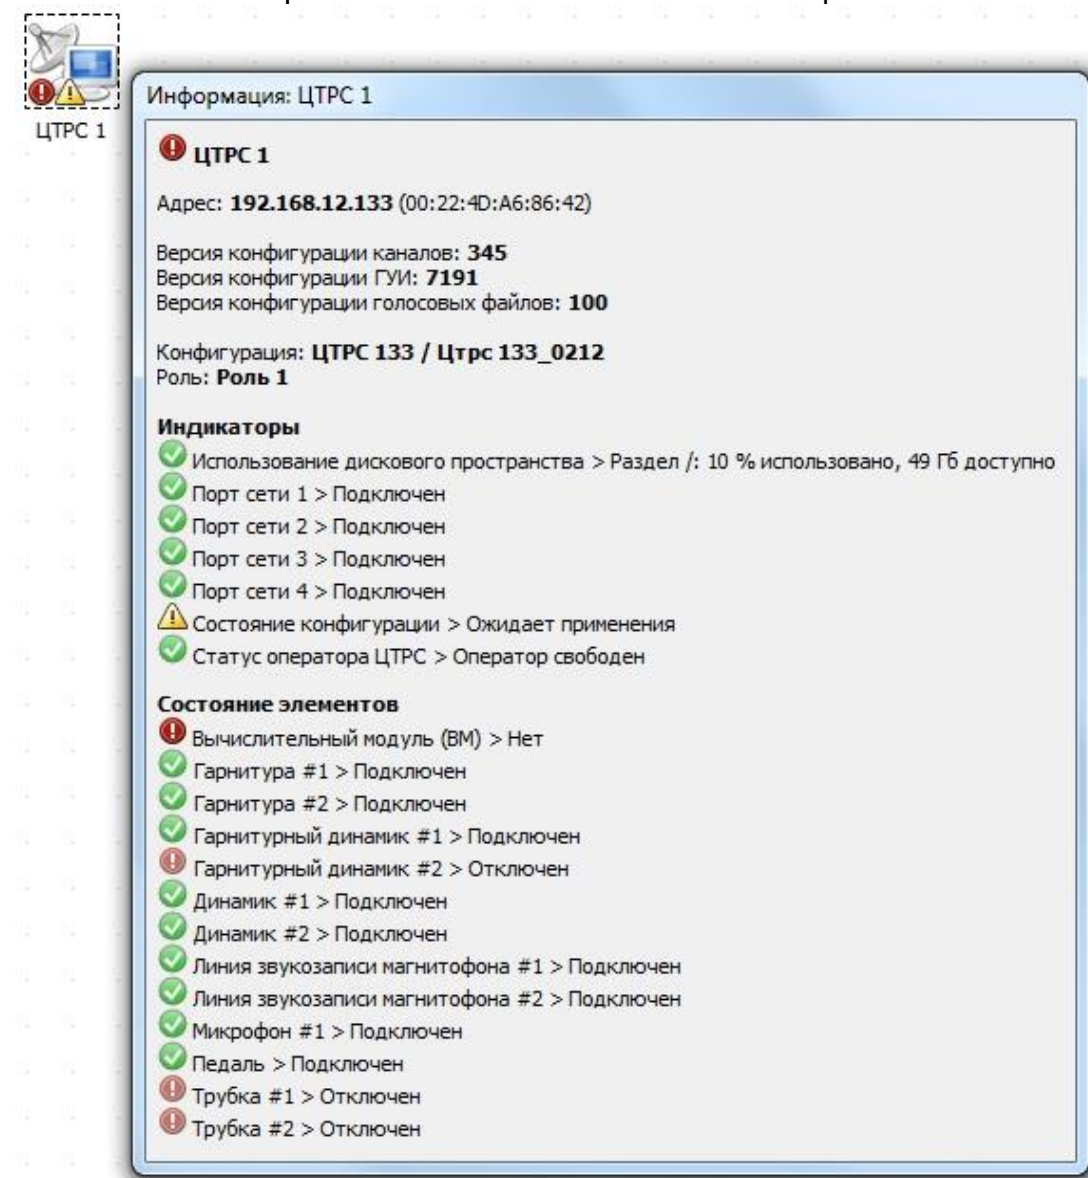 ЦТРС 1
Информация: ЦТРС 1
ЦТРС 1
Адрес: 192.168.12.133 (00:22:4D:A6:86:42)
Версия конфигурации каналов: 345
Версия конфигурации ГУИ: 7191
Версия конфигурации голосовых файлов: 100
Конфигурация: ЦТРС 133 / Цтрс 133_0212
Роль: Роль 1
Индикаторы
Использование дискового пространства > Раздел /: 10 % использовано, 49 Гб доступно
Порт сети 1 > Подключен
Порт сети 2 > Подключен
Порт сети 3 > Подключен
Порт сети 4 > Подключен
Состояние конфигурации > Ожидает применения
Статус оператора ЦТРС > Оператор свободен
Состояние элементов
Вычислительный модуль (ВМ) > Нет
Гарнитура #1 > Подключен
Гарнитура #2 > Подключен
Гарнитурный динамик #1 > Подключен
Гарнитурный динамик #2 > Отключен
Динамик #1 > Подключен
Динамик #2 > Подключен
Линия звукозаписи магнитофона #1 > Подключен
Линия звукозаписи магнитофона #2 > Подключен
Микрофон #1 > Подключен
Педаль > Подключен
Трубка #1 > Отключен
Трубка #2 > Отключен